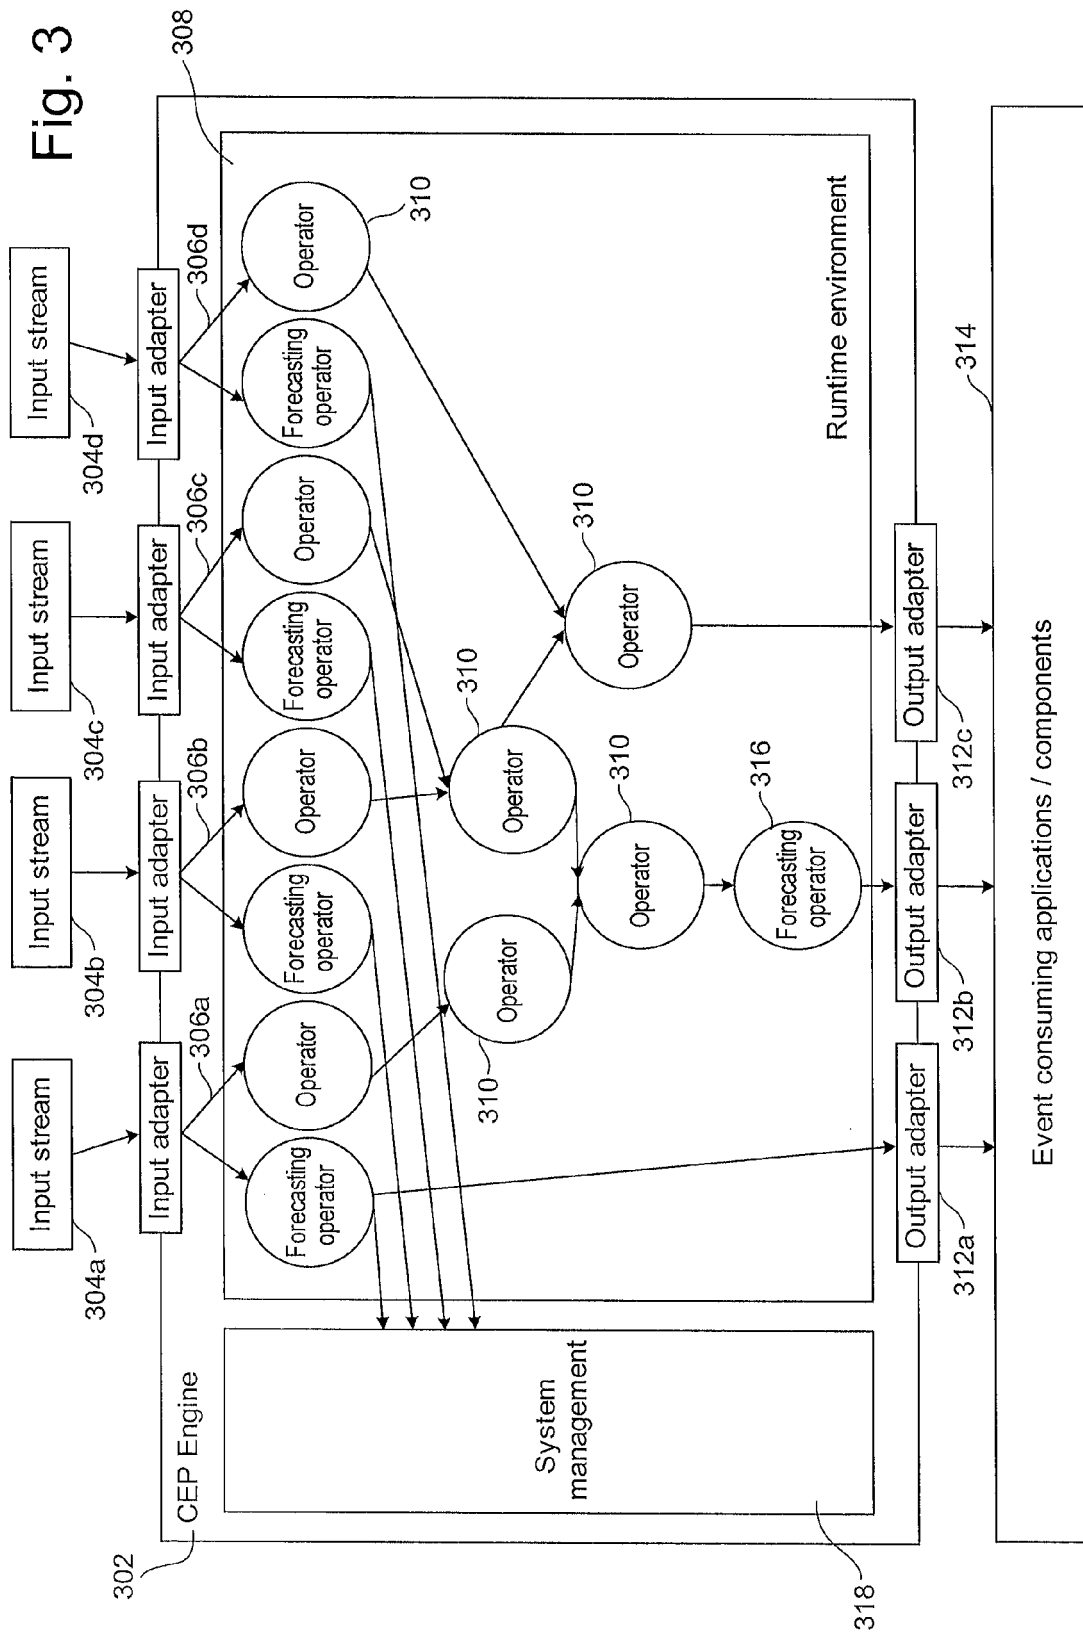 Fig. 3
Input stream
Input stream
Input stream
Input stream
304a
304b
304c
304d
302
CEP Engine
Input adapter
Input adapter
Input adapter
Input adapter
308
306a
306b
306c
306d
Forecasting
operator
Operator
Forecasting
operator
Operator
Forecasting
operator
Operator
Forecasting
operator
Operator
310
Operator
310
Operator
310
Operator
310
Operator
310
Forecasting
operator
316
System
management
318
Runtime environment
Output adapter
Output adapter
Output adapter
312a
312b
312c
314
Event consuming applications / components